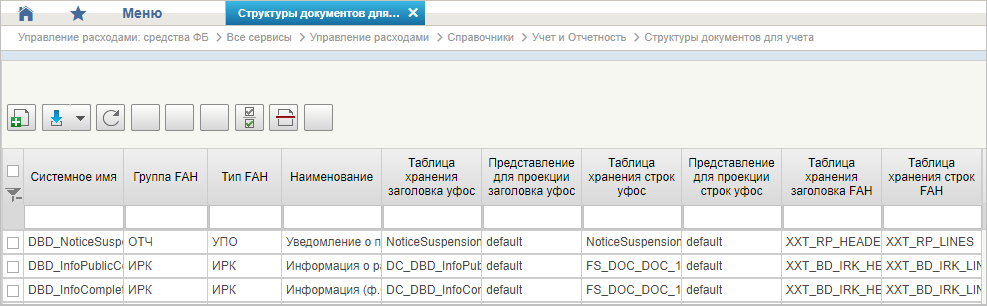 Меню Структуры документов для...
Управление расходами: средства ФБ Все сервисы Управление расходами Справочники Учет и Отчетность Структуры документов для учета
Системное имя Группа FAH Тип FAH Наименование Таблица хранения заголовка уфос Представление для проекции заголовка уфос Таблица хранения строк уфос Представление для проекции строк уфос Таблица хранения заголовка FAH Таблица хранения строк FAH
DBD_NoticeSusp ОТЧ УПО Уведомление о п NoticeSuspension default NoticeSuspension default XXT_RP_HEADE XXT_RP_LINES
DBD_InfoPublicC ИРК ИРК Информация о ра DC_DBD_InfoPub default FS_DOC_DOC_1 default XXT_BD_IRK_HE XXT_BD_IRK_LIN
DBD_InfoComplet ИРК ИРК Информация (ф. DC_DBD_InfoCom default FS_DOC_DOC_1 default XXT_BD_IRK_HE XXT_BD_IRK_LIN